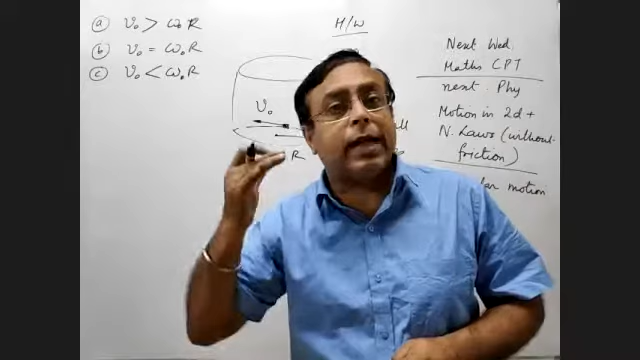 (a) v₀ > ω₀R
(b) v₀ = ω₀R
(c) v₀ < ω₀R
H/W
v₀
R
Next Wed.
Maths CPT
next. Phy
Motion in 2d +
N. Laws (without
friction)
motion